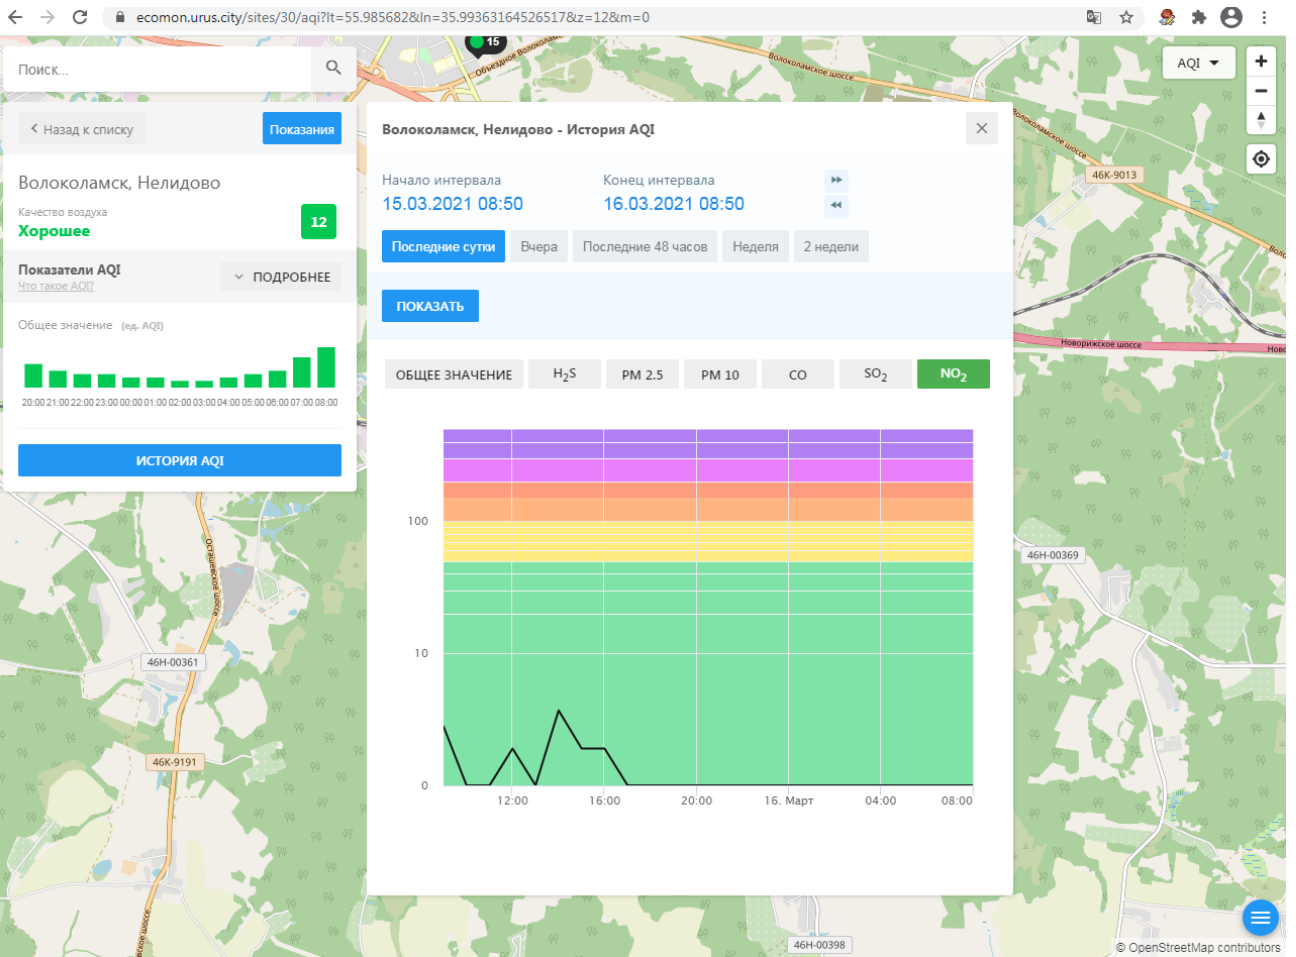 ecomon.urus.city/sites/30/aqi?lt=55.985682&ln=35.99363164526517&z=12&m=0
15
Объездное Волоколамск
Волоколамское шоссе
Поиск...
AQI
+
−
Назад к списку
Показания
Волоколамск, Нелидово - История AQI
Волоколамское шоссе
46К-9013
Волоколамск, Нелидово
Качество воздуха
Хорошее
12
Начало интервала
Конец интервала
15.03.2021 08:50
16.03.2021 08:50
Последние сутки
Вчера
Последние 48 часов
Неделя
2 недели
Показатели AQI
Что такое AQI?
ПОДРОБНЕЕ
ПОКАЗАТЬ
Общее значение (ед. AQI)
20:00 21:00 22:00 23:00 00:00 01:00 02:00 03:00 04:00 05:00 06:00 07:00 08:00
Новорижское шоссе
ОБЩЕЕ ЗНАЧЕНИЕ
H2S
PM 2.5
PM 10
CO
SO2
NO2
ИСТОРИЯ AQI
100
10
0
12:00
16:00
20:00
16. Март
04:00
08:00
Осташёвское шоссе
46Н-00369
46Н-00361
46К-9191
46Н-00398
© OpenStreetMap contributors